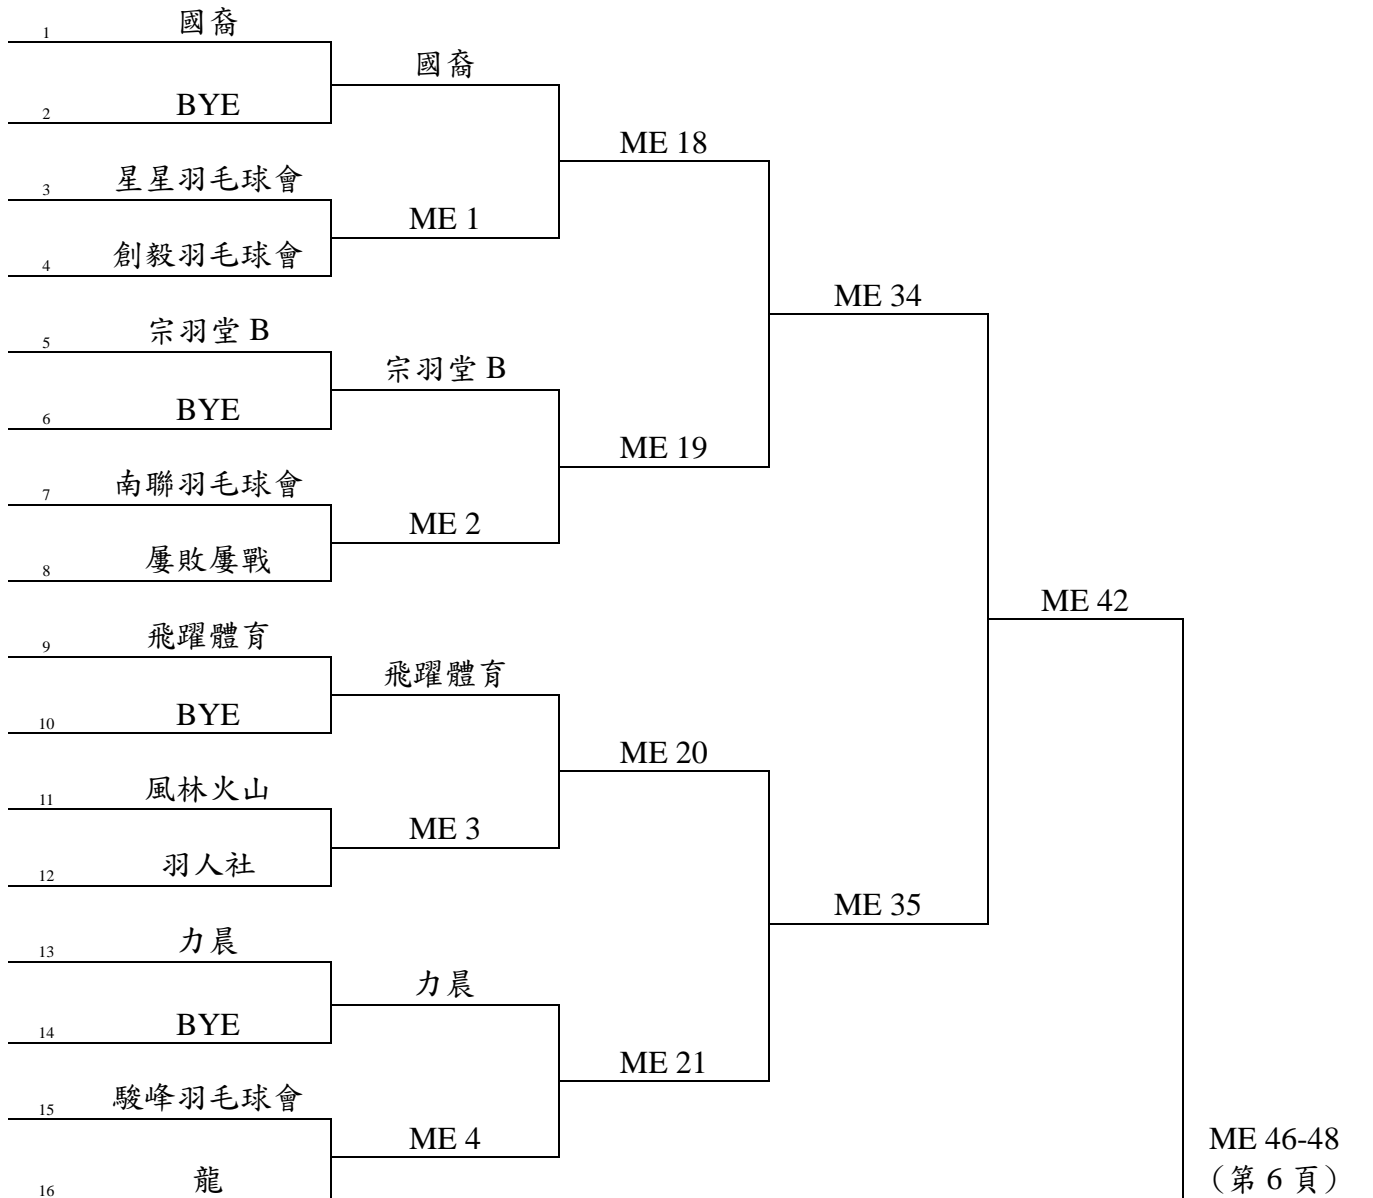 1 國裔
國裔
2 BYE
ME 18
3 星星羽毛球會
ME 1
4 創毅羽毛球會
ME 34
5 宗羽堂 B
宗羽堂 B
6 BYE
ME 19
7 南聯羽毛球會
ME 2
8 屢敗屢戰
ME 42
9 飛躍體育
飛躍體育
10 BYE
ME 20
11 風林火山
ME 3
12 羽人社
ME 35
13 力晨
力晨
14 BYE
ME 21
15 駿峰羽毛球會
ME 4
ME 46-48
16 龍
（第 6 頁）